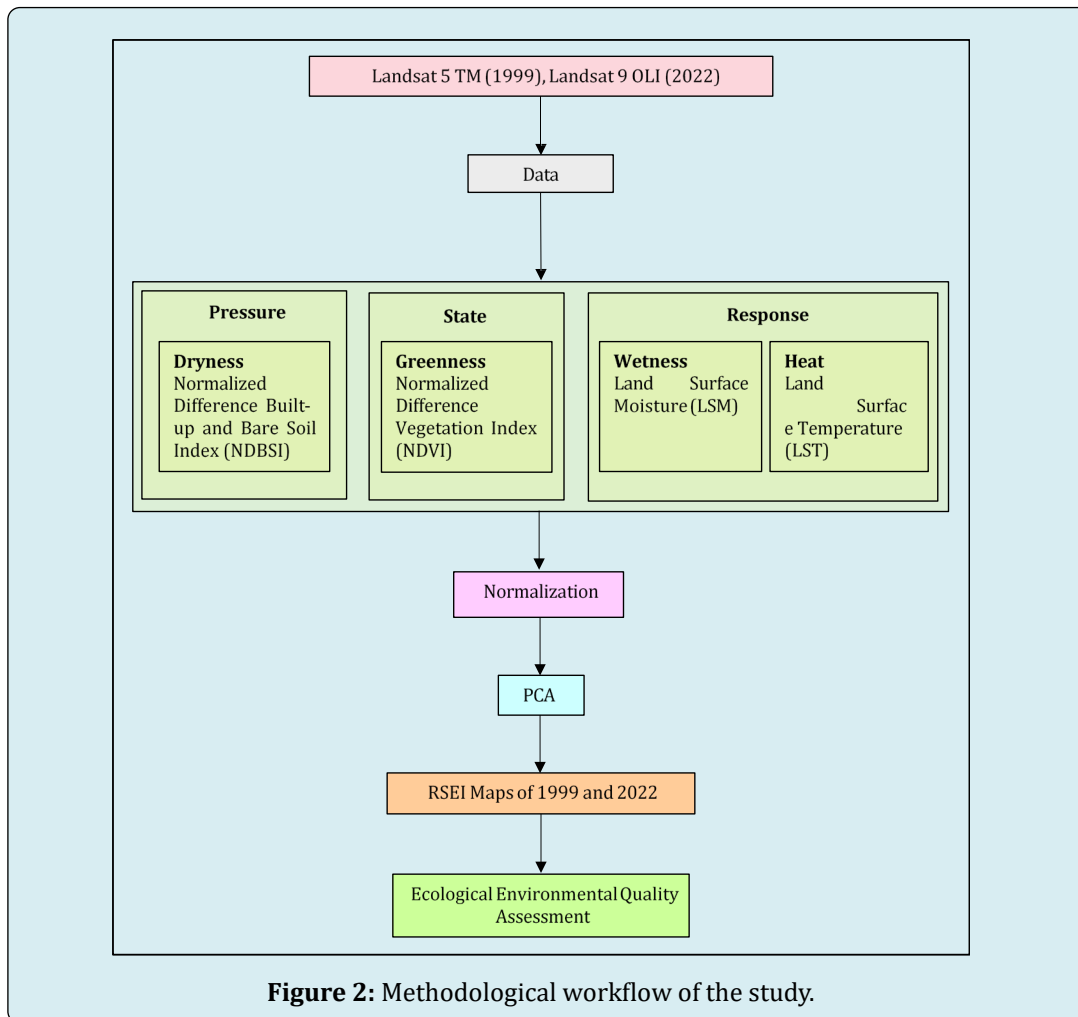 Landsat 5 TM (1999), Landsat 9 OLI (2022)
Data
Pressure
Dryness
Normalized
Difference Built-
up and Bare Soil
Index (NDBSI)
State
Greenness
Normalized
Difference
Vegetation Index
(NDVI)
Response
Wetness
Land Surface
Moisture (LSM)
Heat
Land
Surfac
e Temperature
(LST)
Normalization
PCA
RSEI Maps of 1999 and 2022
Ecological Environmental Quality
Assessment
Figure 2: Methodological workflow of the study.